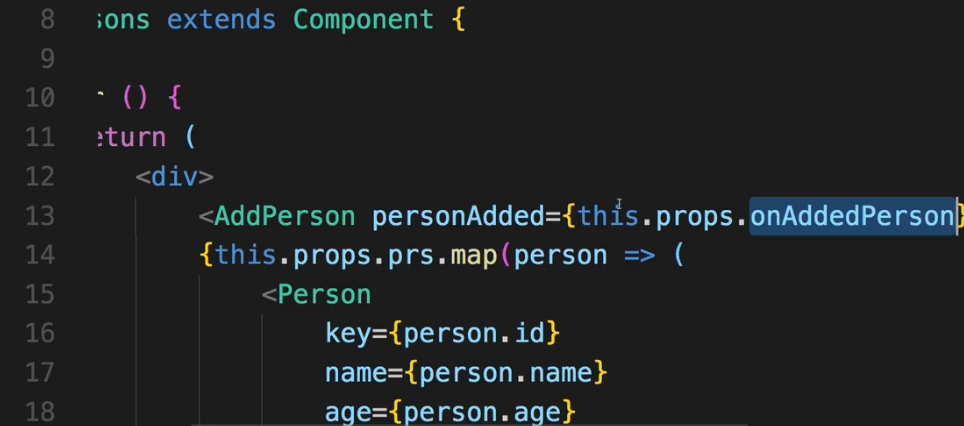 8 sons extends Component {
9
10 () {
11 eturn (
12 <div>
13 <AddPerson personAdded={this.props.onAddedPerson}
14 {this.props.prs.map(person => (
15 <Person
16 key={person.id}
17 name={person.name}
18 age={person.age}